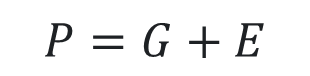 P = G + E